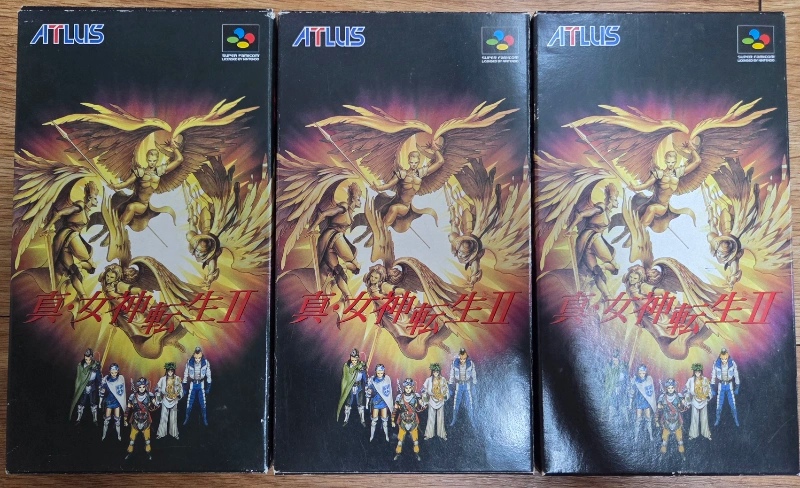 ATLUS
SUPER FAMICOM
LICENSED BY NINTENDO
真・女神転生II
ATLUS
SUPER FAMICOM
LICENSED BY NINTENDO
真・女神転生II
ATLUS
SUPER FAMICOM
LICENSED BY NINTENDO
真・女神転生II